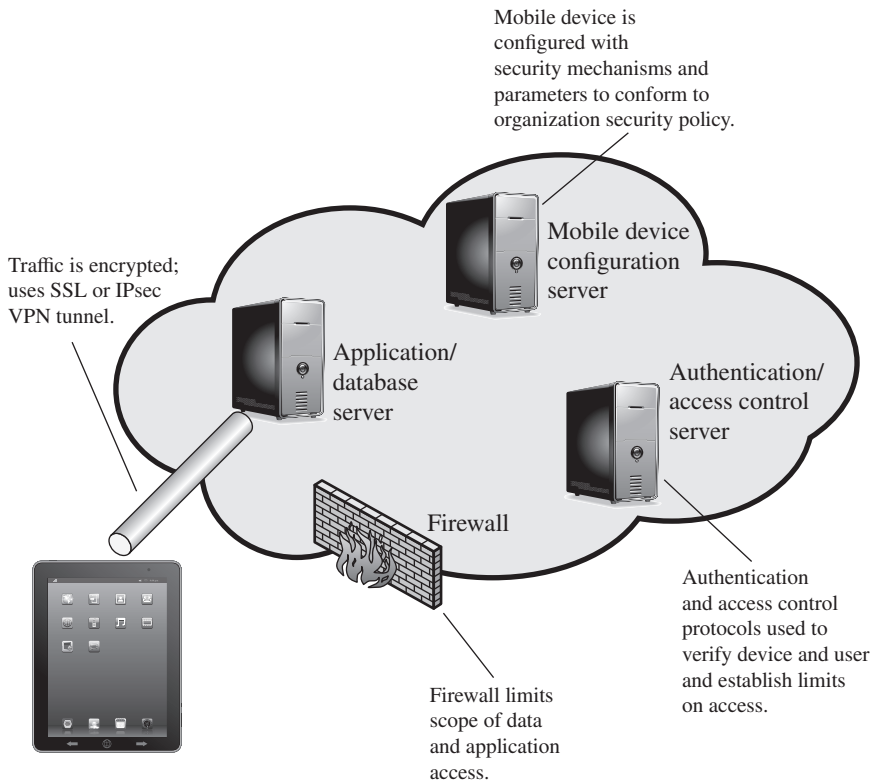 Mobile device is
configured with
security mechanisms and
parameters to conform to
organization security policy.
Mobile device
configuration
server
Traffic is encrypted;
uses SSL or IPsec
VPN tunnel.
Application/
database
server
Authentication/
access control
server
Firewall
Authentication
and access control
protocols used to
verify device and user
and establish limits
on access.
Firewall limits
scope of data
and application
access.